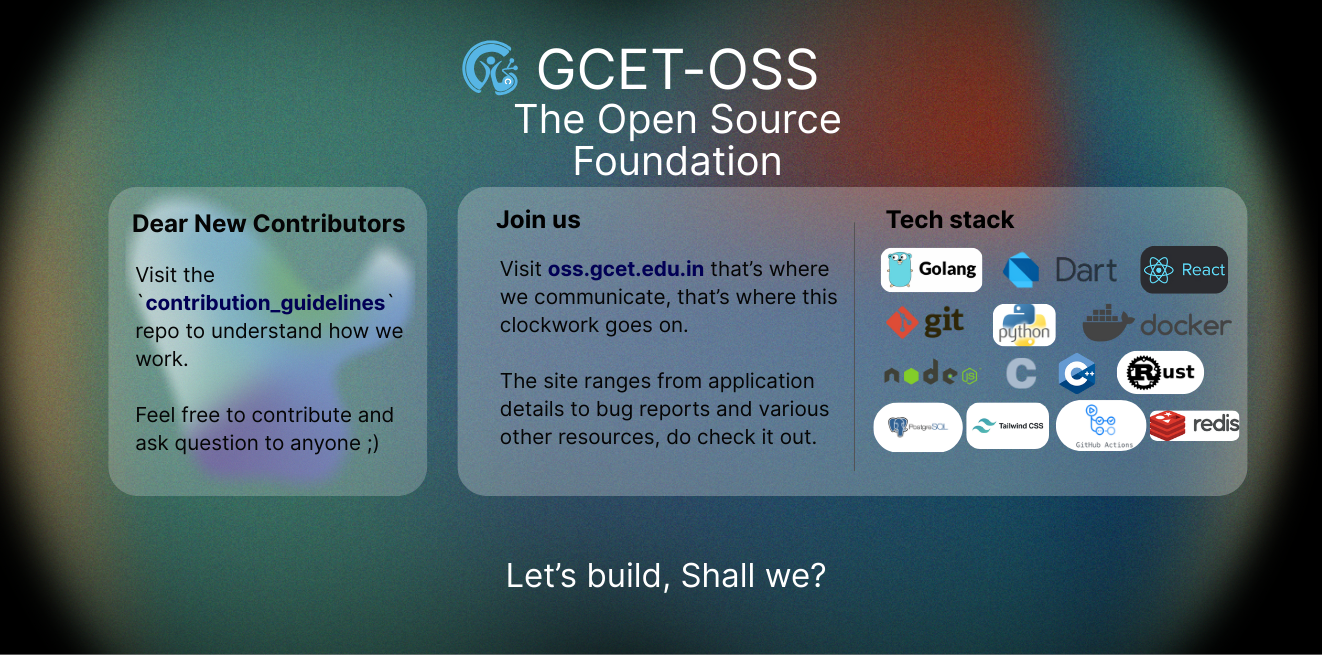 GCET-OSS
The Open Source
Foundation
Dear New Contributors
Visit the
`contribution_guidelines`
repo to understand how we
work.
Feel free to contribute and
ask question to anyone ;)
Join us
Visit oss.gcet.edu.in that’s where
we communicate, that’s where this
clockwork goes on.
The site ranges from application
details to bug reports and various
other resources, do check it out.
Tech stack
Golang
Dart
React
git
python
docker
node
JS
C
C++
Rust
PostgreSQL
Tailwind CSS
GitHub Actions
redis
Let’s build, Shall we?